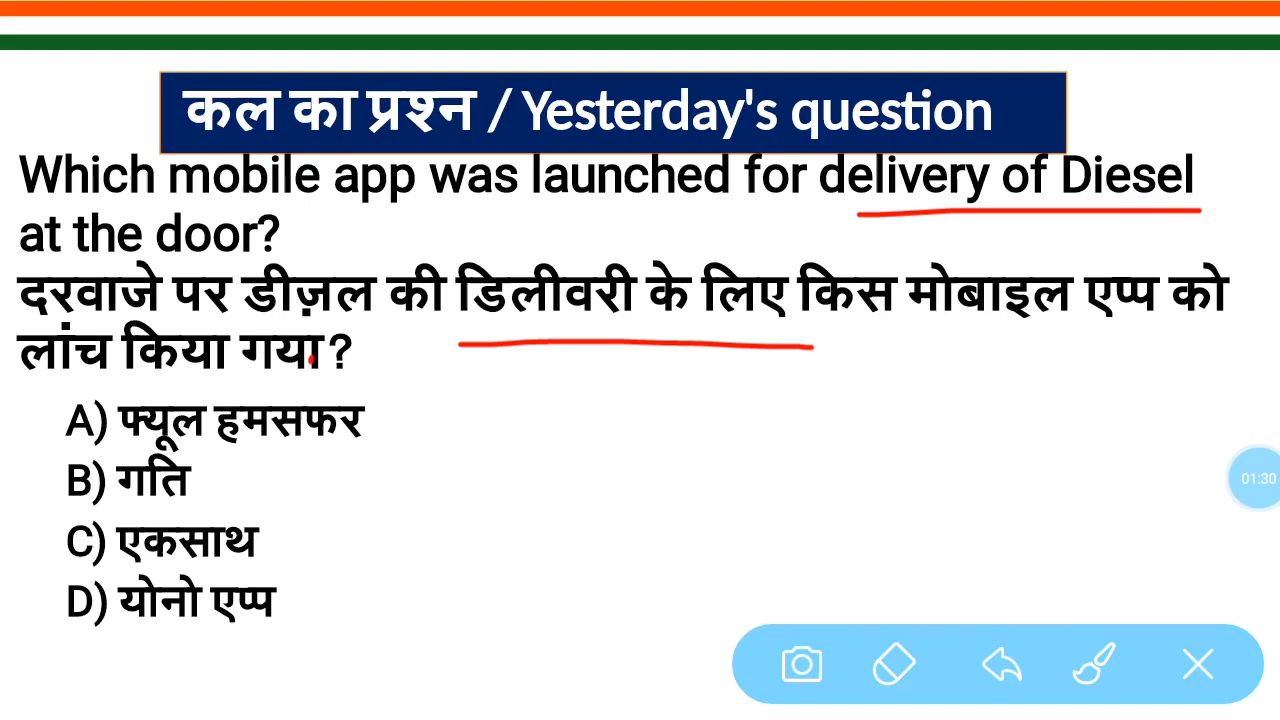 कल का प्रश्न / Yesterday's question
Which mobile app was launched for delivery of Diesel
at the door?
दरवाजे पर डीज़ल की डिलीवरी के लिए किस मोबाइल एप्प को
लांच किया गया?
A) फ्यूल हमसफर
B) गति
C) एकसाथ
D) योनो एप्प
01:30